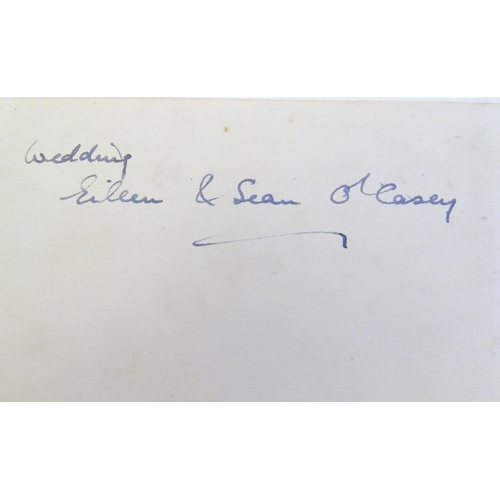 Wedding
Eileen & Sean O'Casey